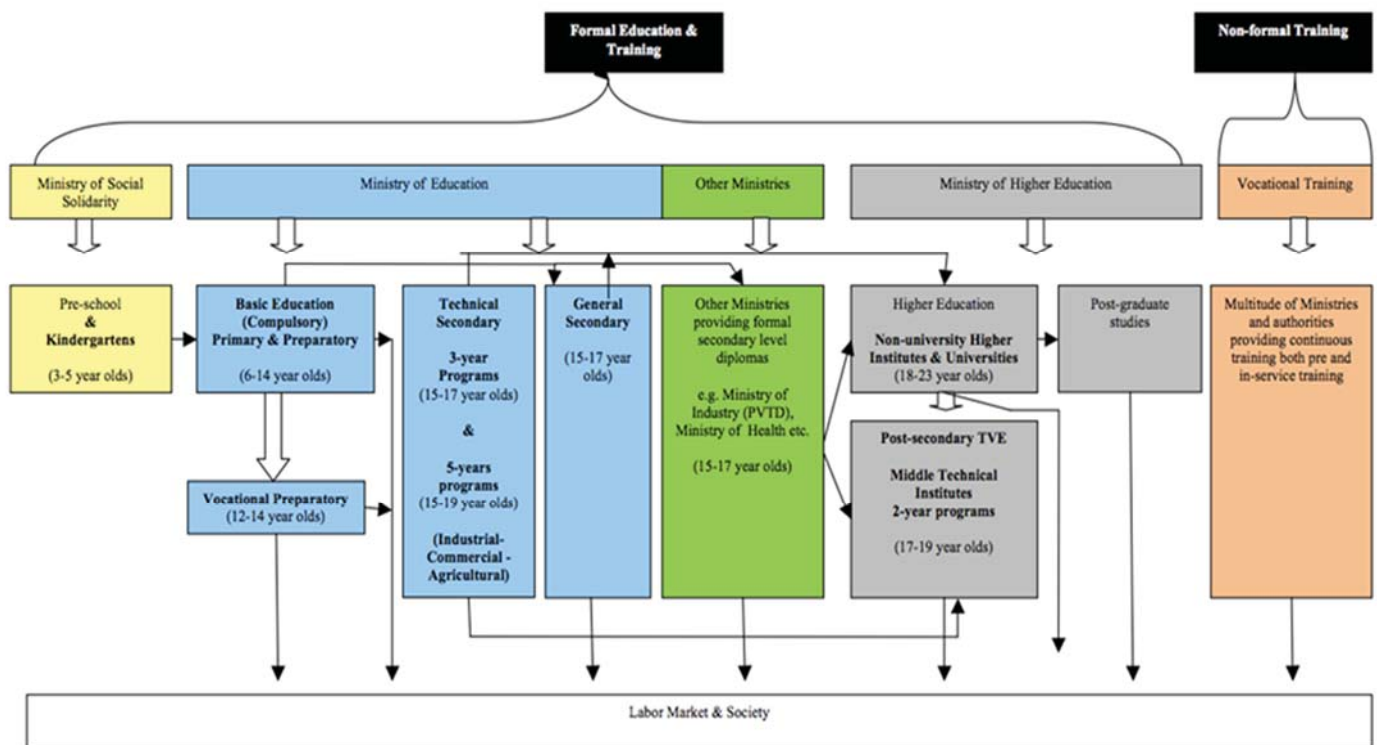 Formal Education &
Training
Non-formal Training
Ministry of Social
Solidarity
Ministry of Education
Other Ministries
Ministry of Higher Education
Vocational Training
Pre-school
&
Kindergartens
(3-5 year olds)
Basic Education
(Compulsory)
Primary & Preparatory
(6-14 year olds)
Vocational Preparatory
(12-14 year olds)
Technical
Secondary
3-year
Programs
(15-17 year olds)
&
5-years
programs
(15-19 year olds)
(Industrial-
Commercial -
Agricultural)
General
Secondary
(15-17 year
olds)
Other Ministries
providing formal
secondary level
diplomas
e.g. Ministry of
Industry (PVTD),
Ministry of Health etc.
(15-17 year olds)
Higher Education
Non-university Higher
Institutes & Universities
(18-23 year olds)
Post-secondary TVE
Middle Technical
Institutes
2-year programs
(17-19 year olds)
Post-graduate
studies
Multitude of Ministries
and authorities
providing continuous
training both pre and
in-service training
Labor Market & Society